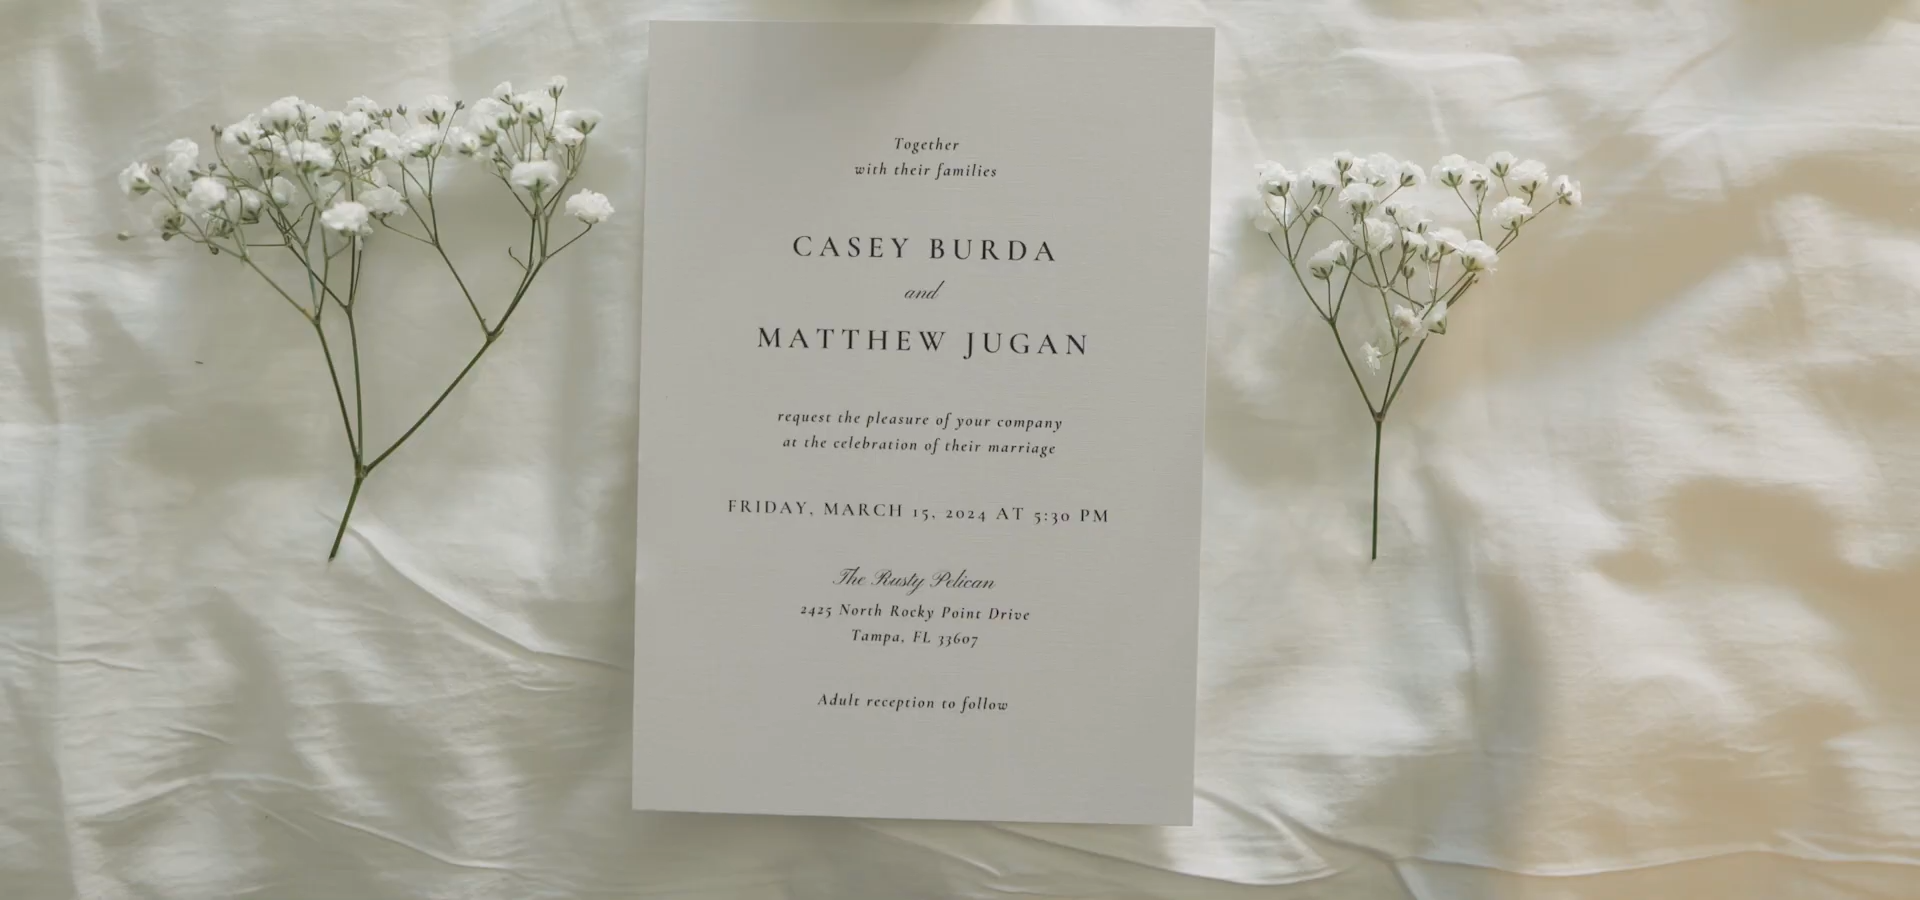 Together
with their families
CASEY BURDA
and
MATTHEW JUGAN
request the pleasure of your company
at the celebration of their marriage
FRIDAY, MARCH 15, 2024 AT 5:30 PM
The Rusty Pelican
2425 North Rocky Point Drive
Tampa, FL 33607
Adult reception to follow